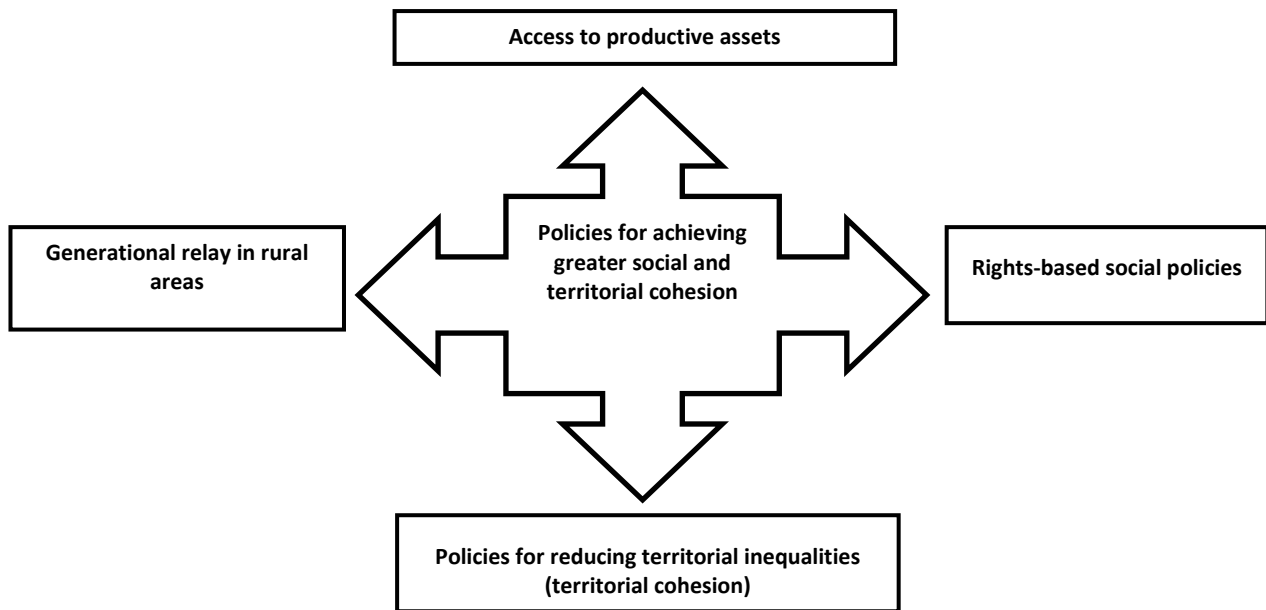 Access to productive assets
Generational relay in rural
areas
Policies for achieving
greater social and
territorial cohesion
Rights-based social policies
Policies for reducing territorial inequalities
(territorial cohesion)